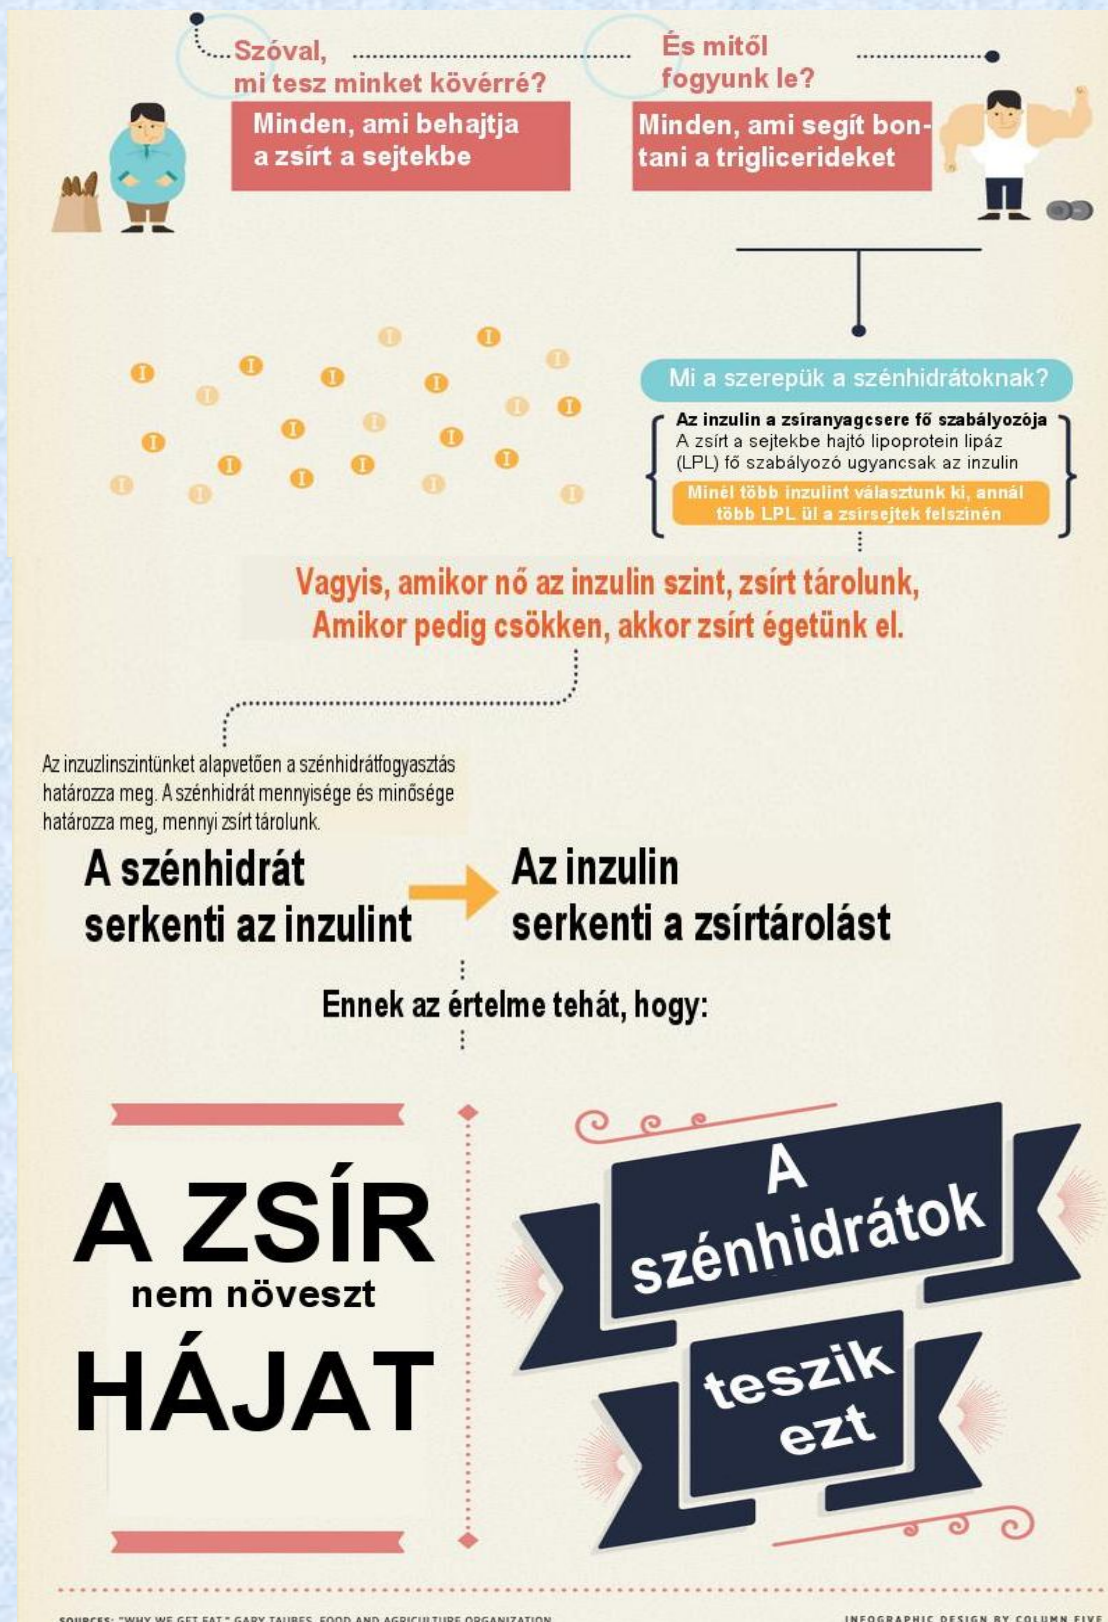 Szóval,
mi tesz minket kövérré?
Minden, ami behajtja
a zsírt a sejtekbe
És mitől
fogyunk le?
Minden, ami segít bon-
tani a triglicerideket
I I I I I I I I I I I I I I I I I I I I I I I I
Mi a szerepük a szénhidrátoknak?
Az inzulin a zsíranyagcsere fő szabályozója
A zsírt a sejtekbe hajtó lipoprotein lipáz
(LPL) fő szabályozó ugyancsak az inzulin
Minél több inzulint választunk ki, annál
több LPL ül a zsírsejtek felszínén
Vagyis, amikor nő az inzulin szint, zsírt tárolunk,
Amikor pedig csökken, akkor zsírt égetünk el.
Az inzuzlinszintünket alapvetően a szénhidrátfogyasztás
határozza meg. A szénhidrát mennyisége és minősége
határozza meg, mennyi zsírt tárolunk.
A szénhidrát
serkenti az inzulint
Az inzulin
serkenti a zsírtárolást
Ennek az értelme tehát, hogy:
A ZSÍR
nem növeszt
HÁJAT
A
szénhidrátok
teszik
ezt
SOURCES: "WHY WE GET FAT," GARY TAUBES, FOOD AND AGRICULTURE ORGANIZATION
INFOGRAPHIC DESIGN BY COLUMN FIVE